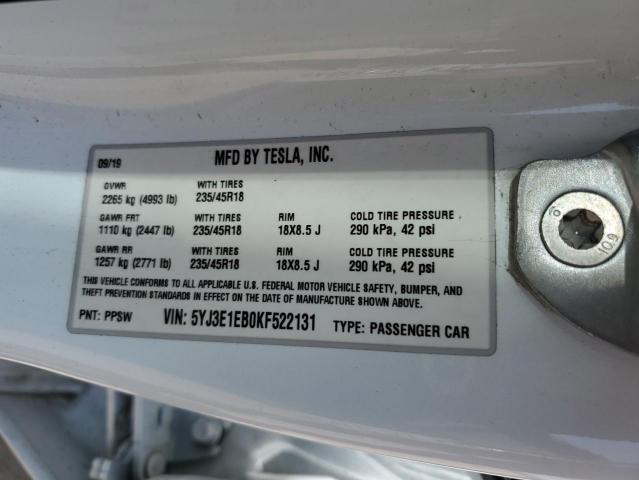 09/19 MFD BY TESLA, INC.
GVWR WITH TIRES
2265 kg (4993 lb) 235/45R18
GAWR FRT WITH TIRES RIM COLD TIRE PRESSURE
1110 kg (2447 lb) 235/45R18 18X8.5 J 290 kPa, 42 psi
GAWR RR WITH TIRES RIM COLD TIRE PRESSURE
1257 kg (2771 lb) 235/45R18 18X8.5 J 290 kPa, 42 psi
THIS VEHICLE CONFORMS TO ALL APPLICABLE U.S. FEDERAL MOTOR VEHICLE SAFETY, BUMPER, AND
THEFT PREVENTION STANDARDS IN EFFECT ON THE DATE OF MANUFACTURE SHOWN ABOVE.
PNT: PPSW VIN: 5YJ3E1EB0KF522131 TYPE: PASSENGER CAR
10.9